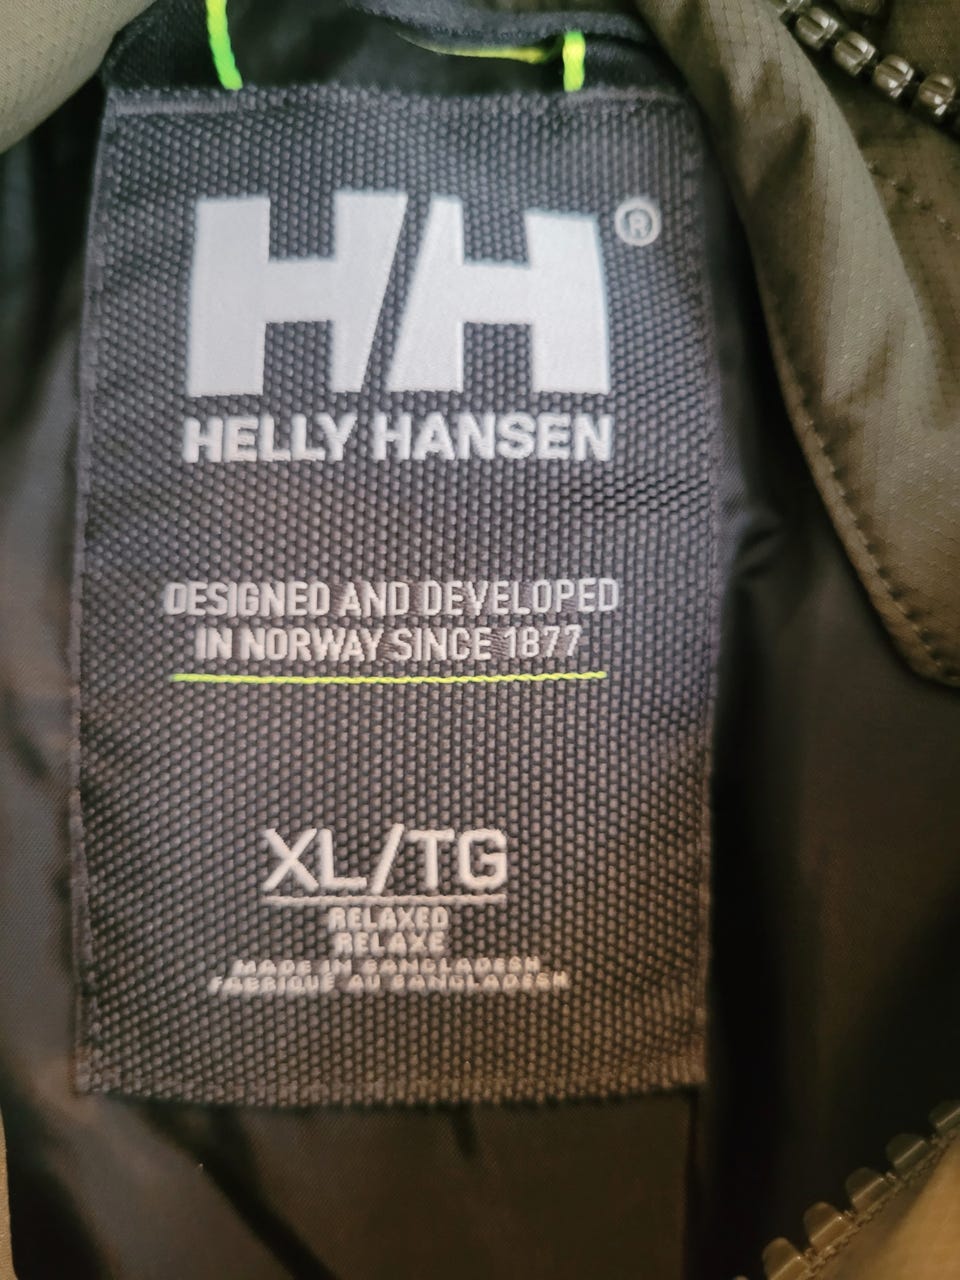 HH®
HELLY HANSEN
DESIGNED AND DEVELOPED
IN NORWAY SINCE 1877
XL/TG
RELAXED
RELAXE
MADE IN BANGLADESH
FABRIQUÉ AU BANGLADESH